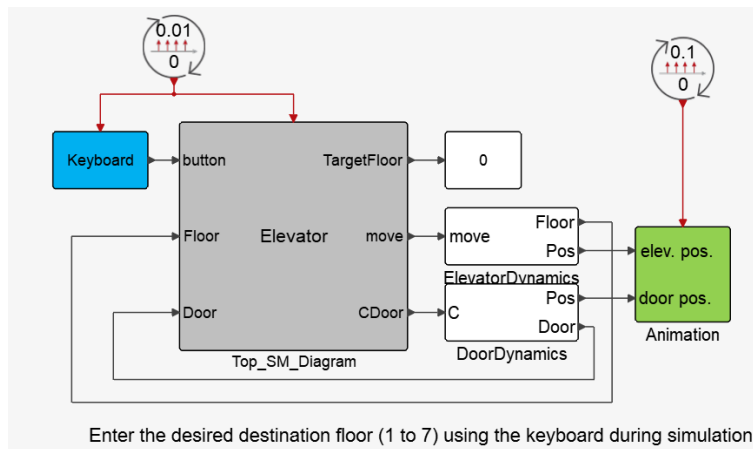 0.01
0
0.1
0
Keyboard
button
TargetFloor
0
Floor
Elevator
move
move
Floor
Pos
elev. pos.
ElevatorDynamics
Door
CDoor
C
Pos
Door
door pos.
Top_SM_Diagram
DoorDynamics
Animation
Enter the desired destination floor (1 to 7) using the keyboard during simulation